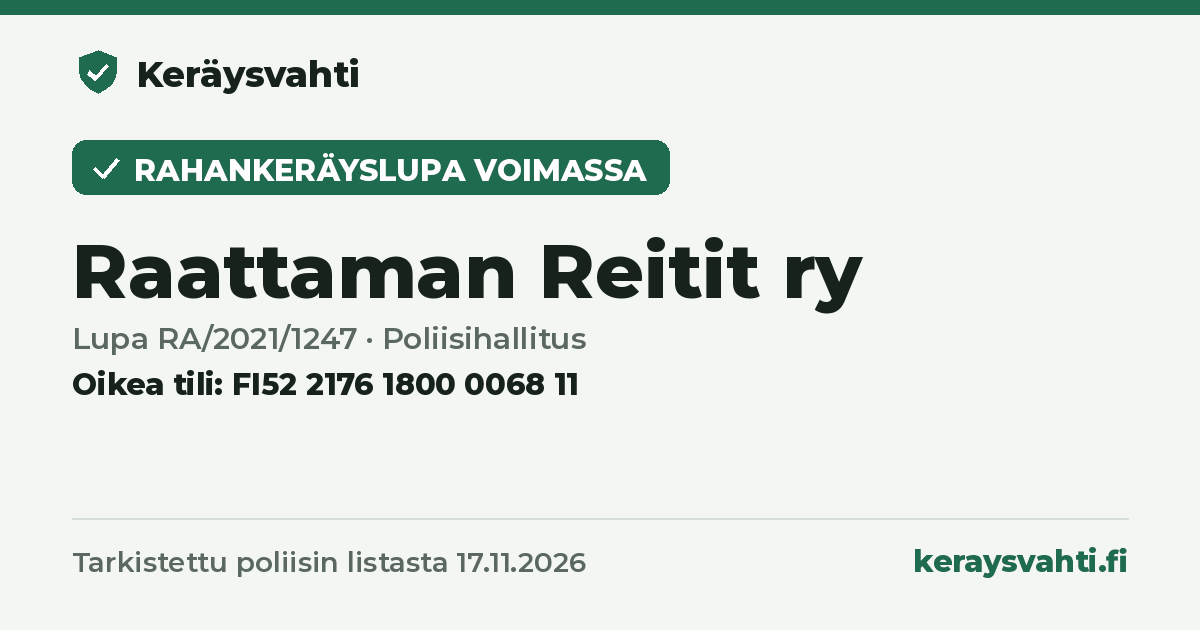 Keräysvahti
RAHANKERÄYSLUPA VOIMASSA
Raattaman Reitit ry
Lupa RA/2021/1247 · Poliisihallitus
Oikea tili: FI52 2176 1800 0068 11
Tarkistettu poliisin listasta 17.11.2026
keraysvahti.fi